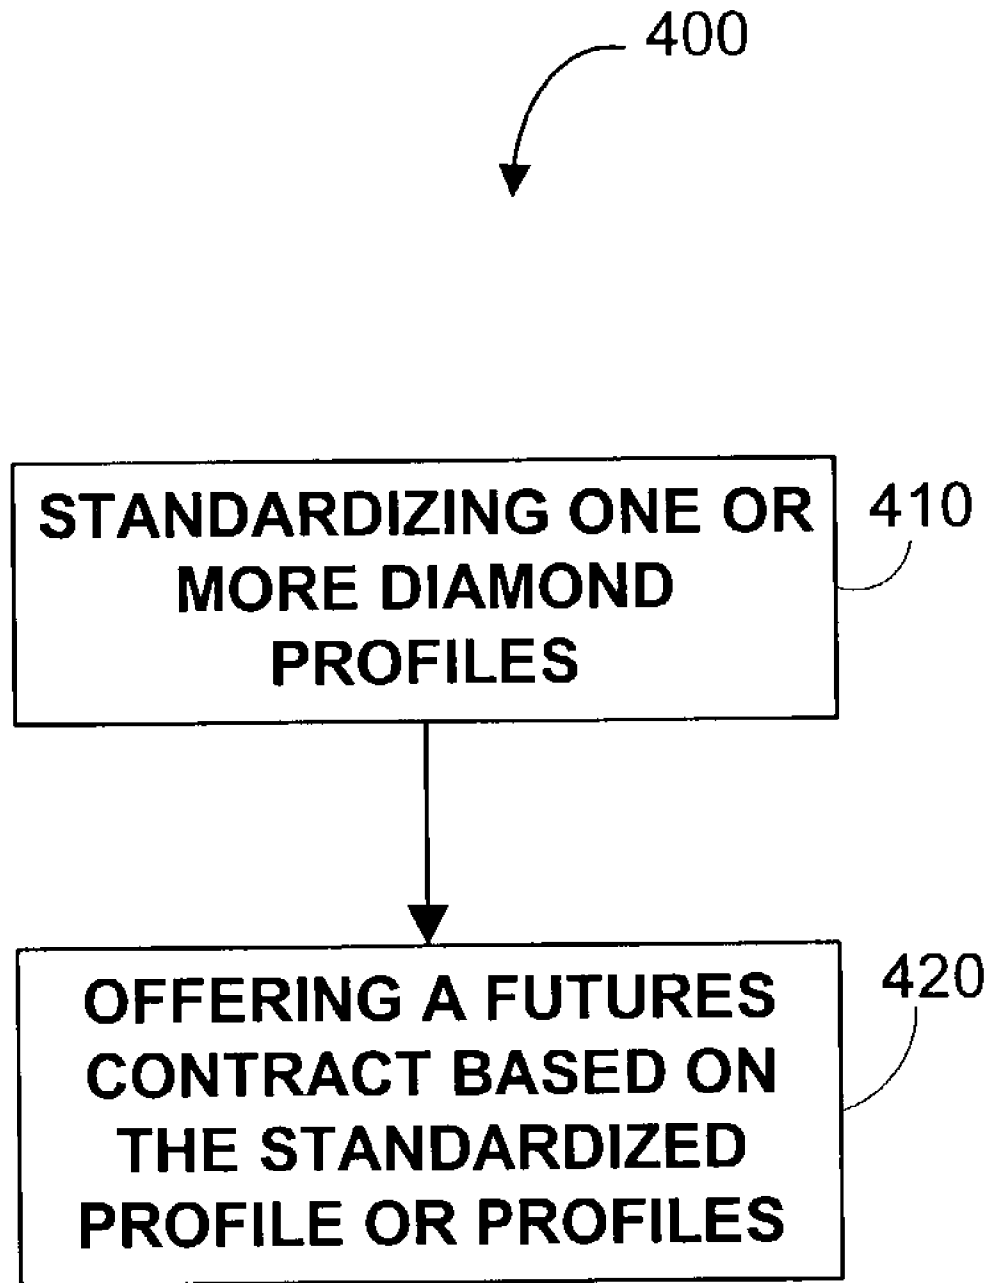 400
STANDARDIZING ONE OR
MORE DIAMOND
PROFILES
410
OFFERING A FUTURES
CONTRACT BASED ON
THE STANDARDIZED
PROFILE OR PROFILES
420